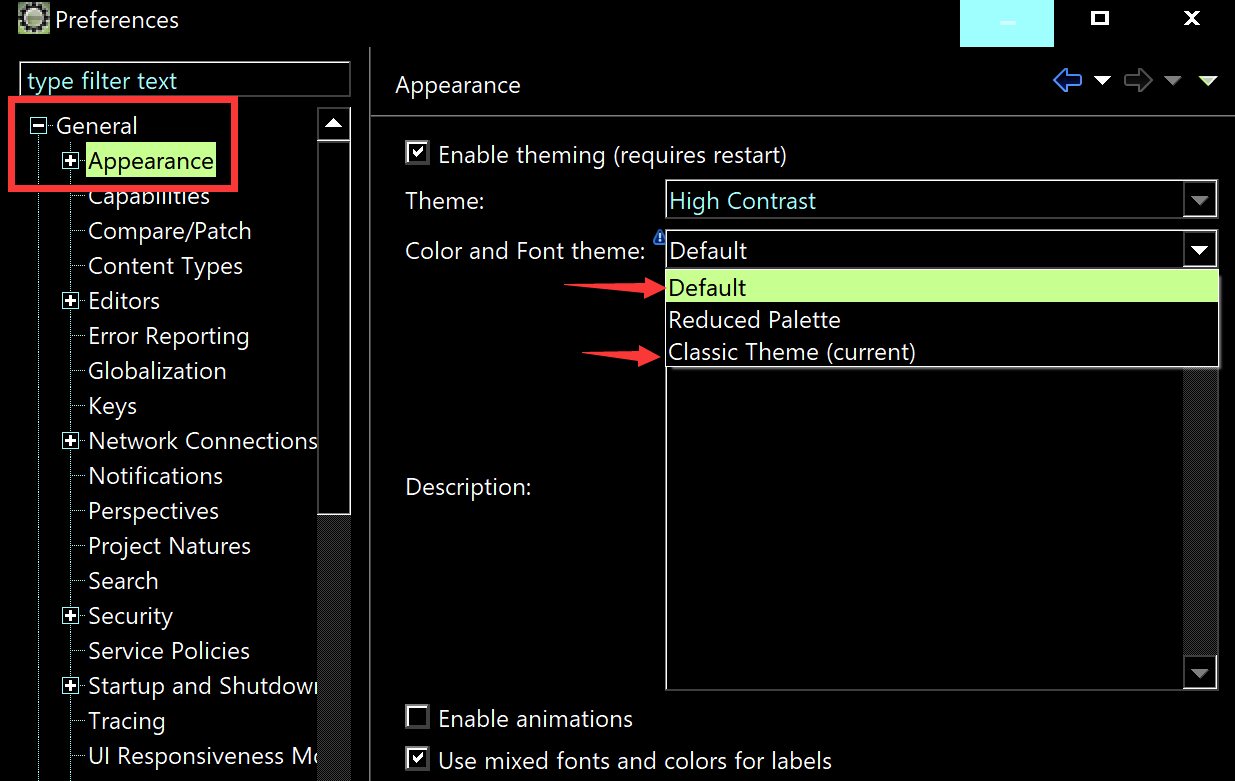 Preferences
type filter text
General
Appearance
Capabilities
Compare/Patch
Content Types
Editors
Error Reporting
Globalization
Keys
Network Connections
Notifications
Perspectives
Project Natures
Search
Security
Service Policies
Startup and Shutdown
Tracing
UI Responsiveness Mo
Appearance
Enable theming (requires restart)
Theme:
High Contrast
Color and Font theme:
Default
Default
Reduced Palette
Classic Theme (current)
Description:
Enable animations
Use mixed fonts and colors for labels